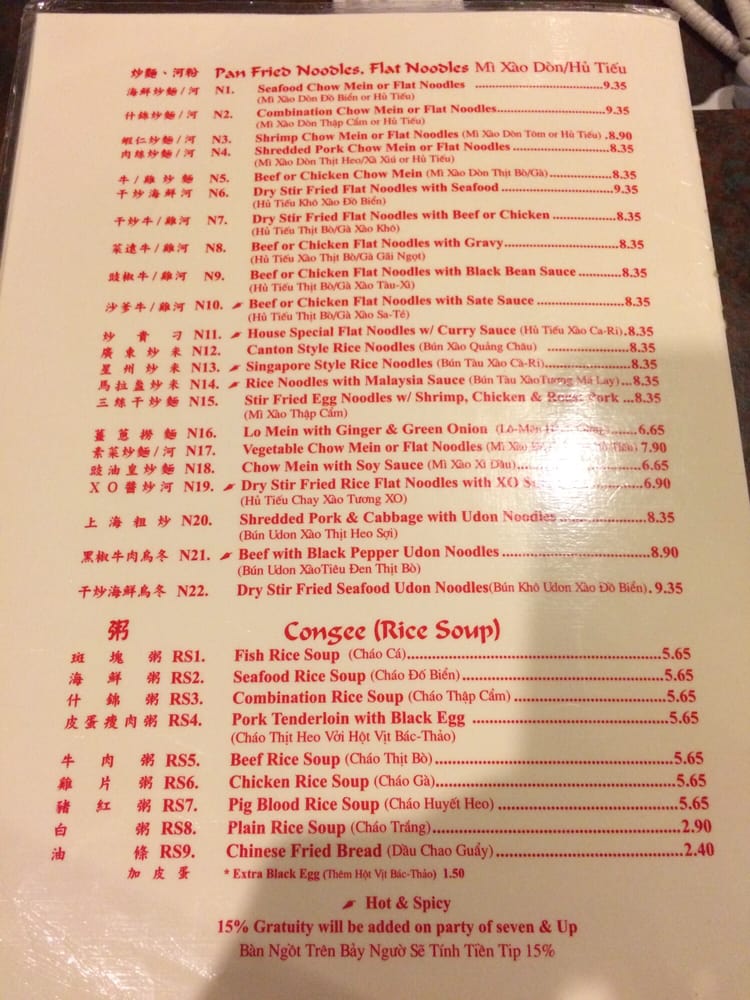 炒麵、河粉 Pan Fried Noodles. Flat Noodles Mì Xào Dòn/Hủ Tiếu
海鮮炒麵/河 N1. Seafood Chow Mein or Flat Noodles ..........9.35
(Mì Xào Dòn Đồ Biển or Hủ Tiếu)
什錦炒麵/河 N2. Combination Chow Mein or Flat Noodles..........9.35
(Mì Xào Dòn Thập Cẩm or Hủ Tiếu)
蝦仁炒麵/河 N3. Shrimp Chow Mein or Flat Noodles (Mì Xào Dòn Tôm or Hủ Tiếu) .8.90
肉絲炒麵/河 N4. Shredded Pork Chow Mein or Flat Noodles ..........8.35
(Mì Xào Dòn Thịt Heo/Xà Xiú or Hủ Tiếu)
牛/雞炒麵 N5. Beef or Chicken Chow Mein (Mì Xào Dòn Thịt Bò/Gà)..........8.35
干炒海鮮河 N6. Dry Stir Fried Flat Noodles with Seafood ..........9.35
(Hủ Tiếu Khô Xào Đồ Biển)
干炒牛/雞河 N7. Dry Stir Fried Flat Noodles with Beef or Chicken ..........8.35
(Hủ Tiếu Thịt Bò/Gà Xào Khô)
菜遠牛/雞河 N8. Beef or Chicken Flat Noodles with Gravy..........8.35
(Hủ Tiếu Xào Thịt Bò/Gà Gãi Ngọt)
豉椒牛/雞河 N9. Beef or Chicken Flat Noodles with Black Bean Sauce ..........8.35
(Hủ Tiếu Thịt Bò/Gà Xào Tàu-Xì)
沙爹牛/雞河 N10. Beef or Chicken Flat Noodles with Sate Sauce ..........8.35
(Hủ Tiếu Thịt Bò/Gà Xào Sa-Té)
炒貴刁 N11. House Special Flat Noodles w/ Curry Sauce (Hủ Tiếu Xào Ca-Ri).8.35
廣東炒米 N12. Canton Style Rice Noodles (Bún Xào Quảng Châu) ..........8.35
星州炒米 N13. Singapore Style Rice Noodles (Bún Tàu Xào Cà-Ri)..........8.35
馬拉盞炒米 N14. Rice Noodles with Malaysia Sauce (Bún Tàu XàoTương Mã Lay)...8.35
三絲干炒麵 N15. Stir Fried Egg Noodles w/ Shrimp, Chicken & Roast Pork ...8.35
(Mì Xào Thập Cẩm)
薑蔥撈麵 N16. Lo Mein with Ginger & Green Onion ..........6.65
素菜炒麵/河 N17. Vegetable Chow Mein or Flat Noodles 7.90
豉油皇炒麵 N18. Chow Mein with Soy Sauce (Mì Xào Xì Dầu)..........6.65
XO醬炒河 N19. Dry Stir Fried Rice Flat Noodles with XO ..........6.90
(Hủ Tiếu Chay Xào Tương XO)
上海粗炒 N20. Shredded Pork & Cabbage with Udon Noodles ..........8.35
(Bún Udon Xào Thịt Heo Sợi)
黑椒牛肉烏冬 N21. Beef with Black Pepper Udon Noodles ..........8.90
(Bún Udon XàoTiêu Đen Thịt Bò)
干炒海鮮烏冬 N22. Dry Stir Fried Seafood Udon Noodles(Bún Khô Udon Xào Đồ Biển). 9.35
粥 Congee (Rice Soup)
斑塊粥 RS1. Fish Rice Soup (Cháo Cá)..........5.65
海鮮粥 RS2. Seafood Rice Soup (Cháo Đố Biển)..........5.65
什錦粥 RS3. Combination Rice Soup (Cháo Thập Cẩm)..........5.65
皮蛋瘦肉粥 RS4. Pork Tenderloin with Black Egg ..........5.65
(Cháo Thịt Heo Với Hột Vịt Bác-Thảo)
牛肉粥 RS5. Beef Rice Soup (Cháo Thịt Bò)..........5.65
雞片粥 RS6. Chicken Rice Soup (Cháo Gà)..........5.65
豬紅粥 RS7. Pig Blood Rice Soup (Cháo Huyết Heo) ..........5.65
白粥 RS8. Plain Rice Soup (Cháo Trắng)..........2.90
油條 RS9. Chinese Fried Bread (Dầu Chao Guẩy)..........2.40
加皮蛋 * Extra Black Egg (Thêm Hột Vịt Bác-Thảo) 1.50
Hot & Spicy
15% Gratuity will be added on party of seven & Up
Bàn Ngôt Trên Bảy Ngườ Sẽ Tính Tiền Tip 15%